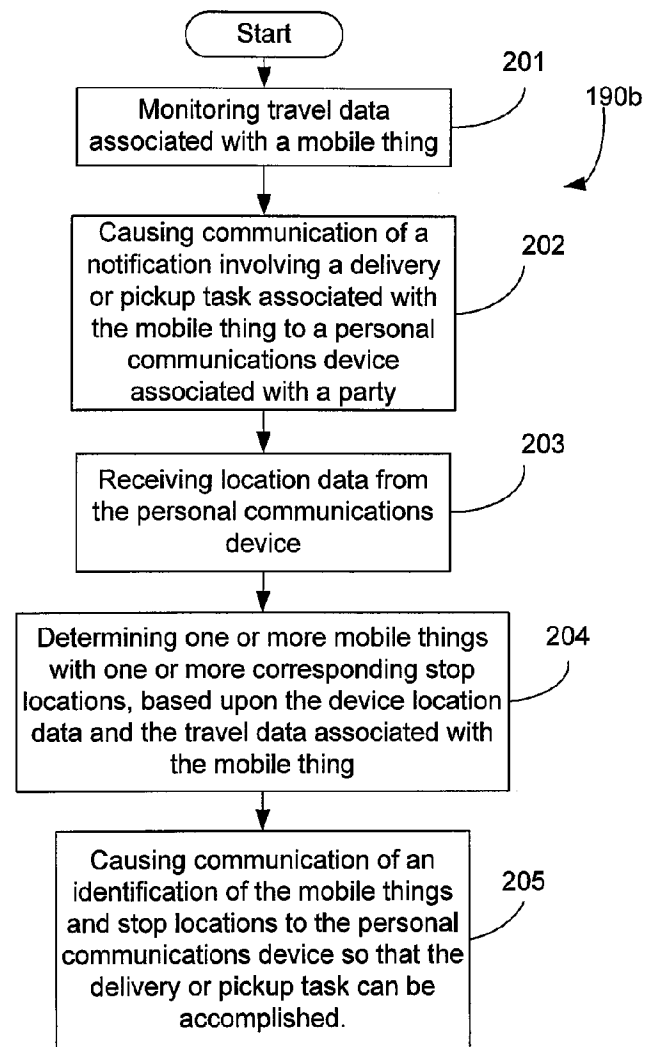 Start
201
190b
Monitoring travel data
associated with a mobile thing
Causing communication of a
notification involving a delivery
or pickup task associated with
the mobile thing to a personal
communications device
associated with a party
202
203
Receiving location data from
the personal communications
device
Determining one or more mobile things
with one or more corresponding stop
locations, based upon the device location
data and the travel data associated with
the mobile thing
204
Causing communication of an
identification of the mobile things
and stop locations to the personal
communications device so that the
delivery or pickup task can be
accomplished.
205